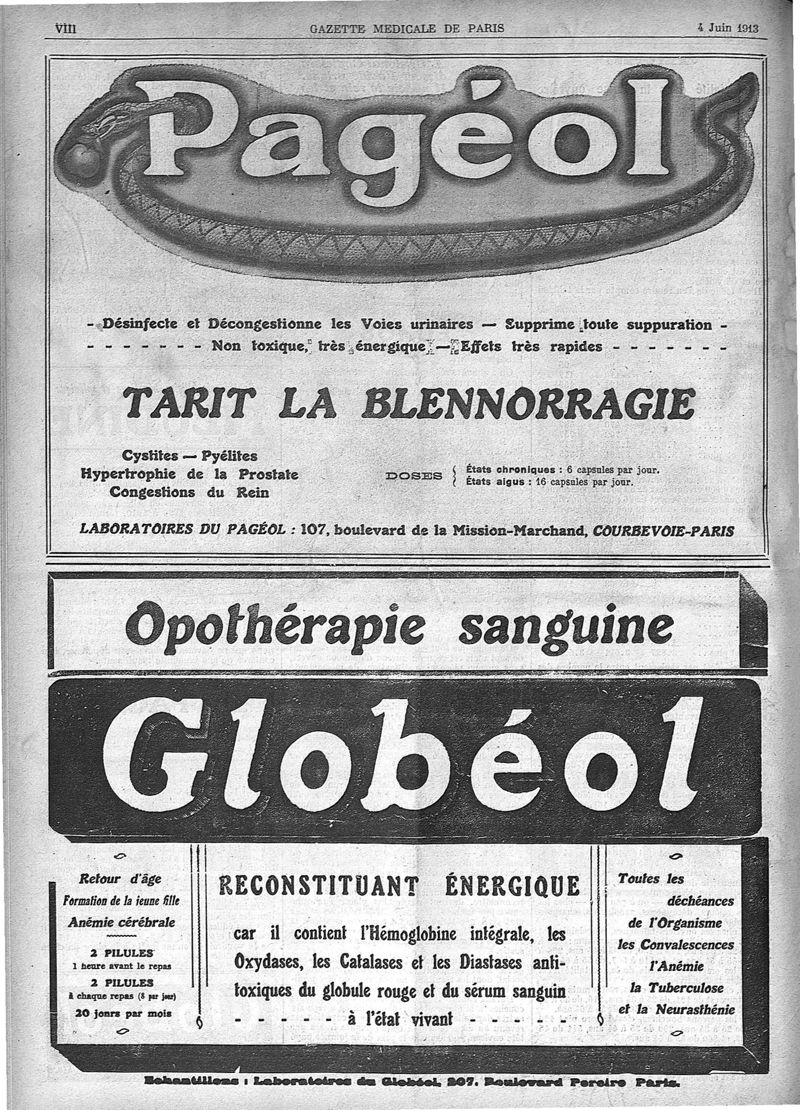 VIII GAZETTE MEDICALE DE PARIS 4 Juin 1913
Pagéol
- Désinfecte et Décongestionne les Voies urinaires — Supprime toute suppuration -
- - - - - - - Non toxique, très énergique — Effets très rapides - - - - - - -
TARIT LA BLENNORRAGIE
Cystites — Pyélites
Hypertrophie de la Prostate
Congestions du Rein
DOSES
États chroniques : 6 capsules par jour.
États aigus : 16 capsules par jour.
LABORATOIRES DU PAGÉOL : 107, boulevard de la Mission-Marchand, COURBEVOIE-PARIS
Opothérapie sanguine
Globéol
Retour d'âge
Formation de la jeune fille
Anémie cérébrale
2 PILULES
1 heure avant le repas
2 PILULES
à chaque repas (8 par jour)
20 jours par mois
RECONSTITUANT ÉNERGIQUE
car il contient l'Hémoglobine intégrale, les
Oxydases, les Catalases et les Diastases anti-
toxiques du globule rouge et du sérum sanguin
- - - - - à l'état vivant - - - - -
Toutes les
déchéances
de l'Organisme
les Convalescences
l'Anémie
la Tuberculose
et la Neurasthénie
Echantillons : Laboratoires du Globéol, 207, Boulevard Pereire Paris.